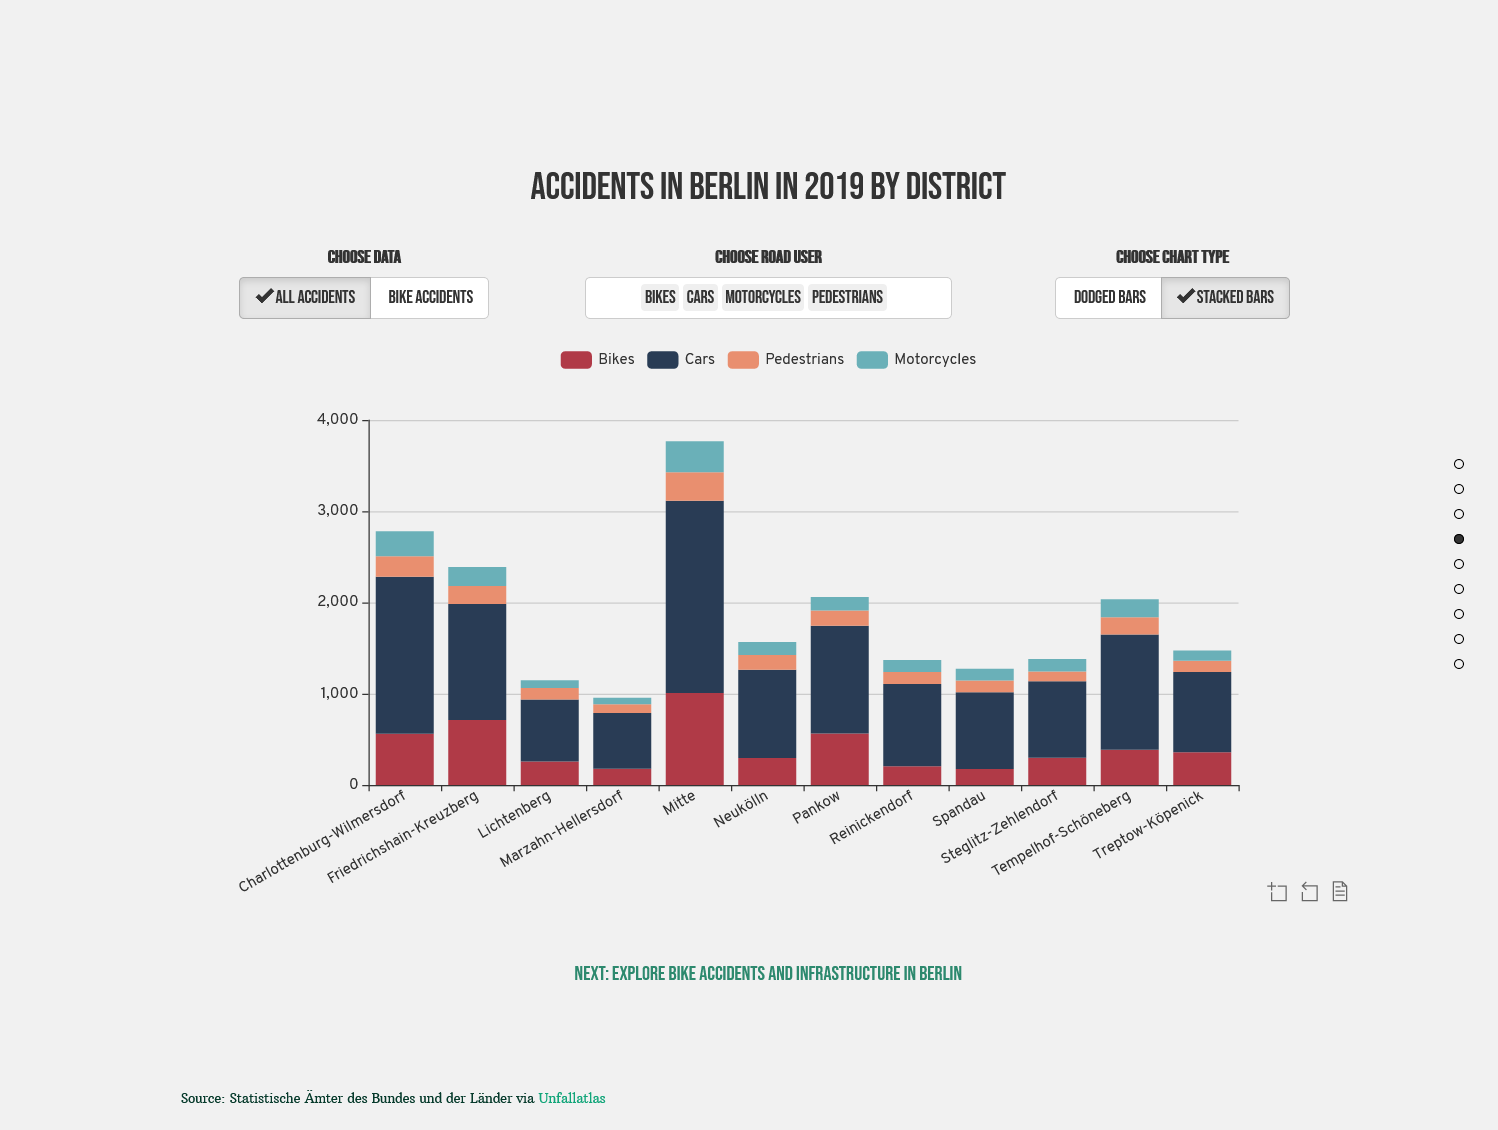 ACCIDENTS IN BERLIN IN 2019 BY DISTRICT
CHOOSE DATA
CHOOSE ROAD USER
CHOOSE CHART TYPE
ALL ACCIDENTS
BIKE ACCIDENTS
BIKES
CARS
MOTORCYCLES
PEDESTRIANS
DODGED BARS
STACKED BARS
Bikes
Cars
Pedestrians
Motorcycles
4,000
3,000
2,000
1,000
0
Charlottenburg-Wilmersdorf
Friedrichshain-Kreuzberg
Lichtenberg
Marzahn-Hellersdorf
Mitte
Neukölln
Pankow
Reinickendorf
Spandau
Steglitz-Zehlendorf
Tempelhof-Schöneberg
Treptow-Köpenick
NEXT: EXPLORE BIKE ACCIDENTS AND INFRASTRUCTURE IN BERLIN
Source: Statistische Ämter des Bundes und der Länder via Unfallatlas